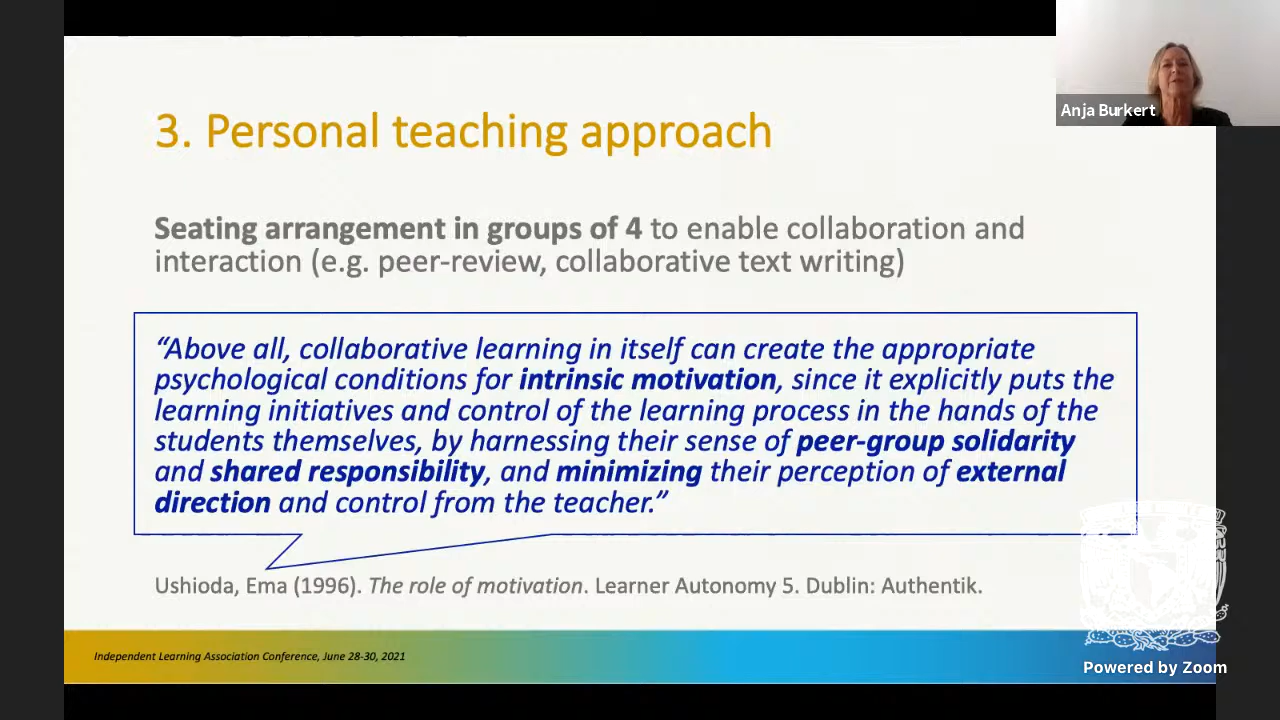 Anja Burkert
3. Personal teaching approach
Seating arrangement in groups of 4 to enable collaboration and
interaction (e.g. peer-review, collaborative text writing)
“Above all, collaborative learning in itself can create the appropriate
psychological conditions for intrinsic motivation, since it explicitly puts the
learning initiatives and control of the learning process in the hands of the
students themselves, by harnessing their sense of peer-group solidarity
and shared responsibility, and minimizing their perception of external
direction and control from the teacher.”
Ushioda, Ema (1996). The role of motivation. Learner Autonomy 5. Dublin: Authentik.
Independent Learning Association Conference, June 28-30, 2021
Powered by Zoom